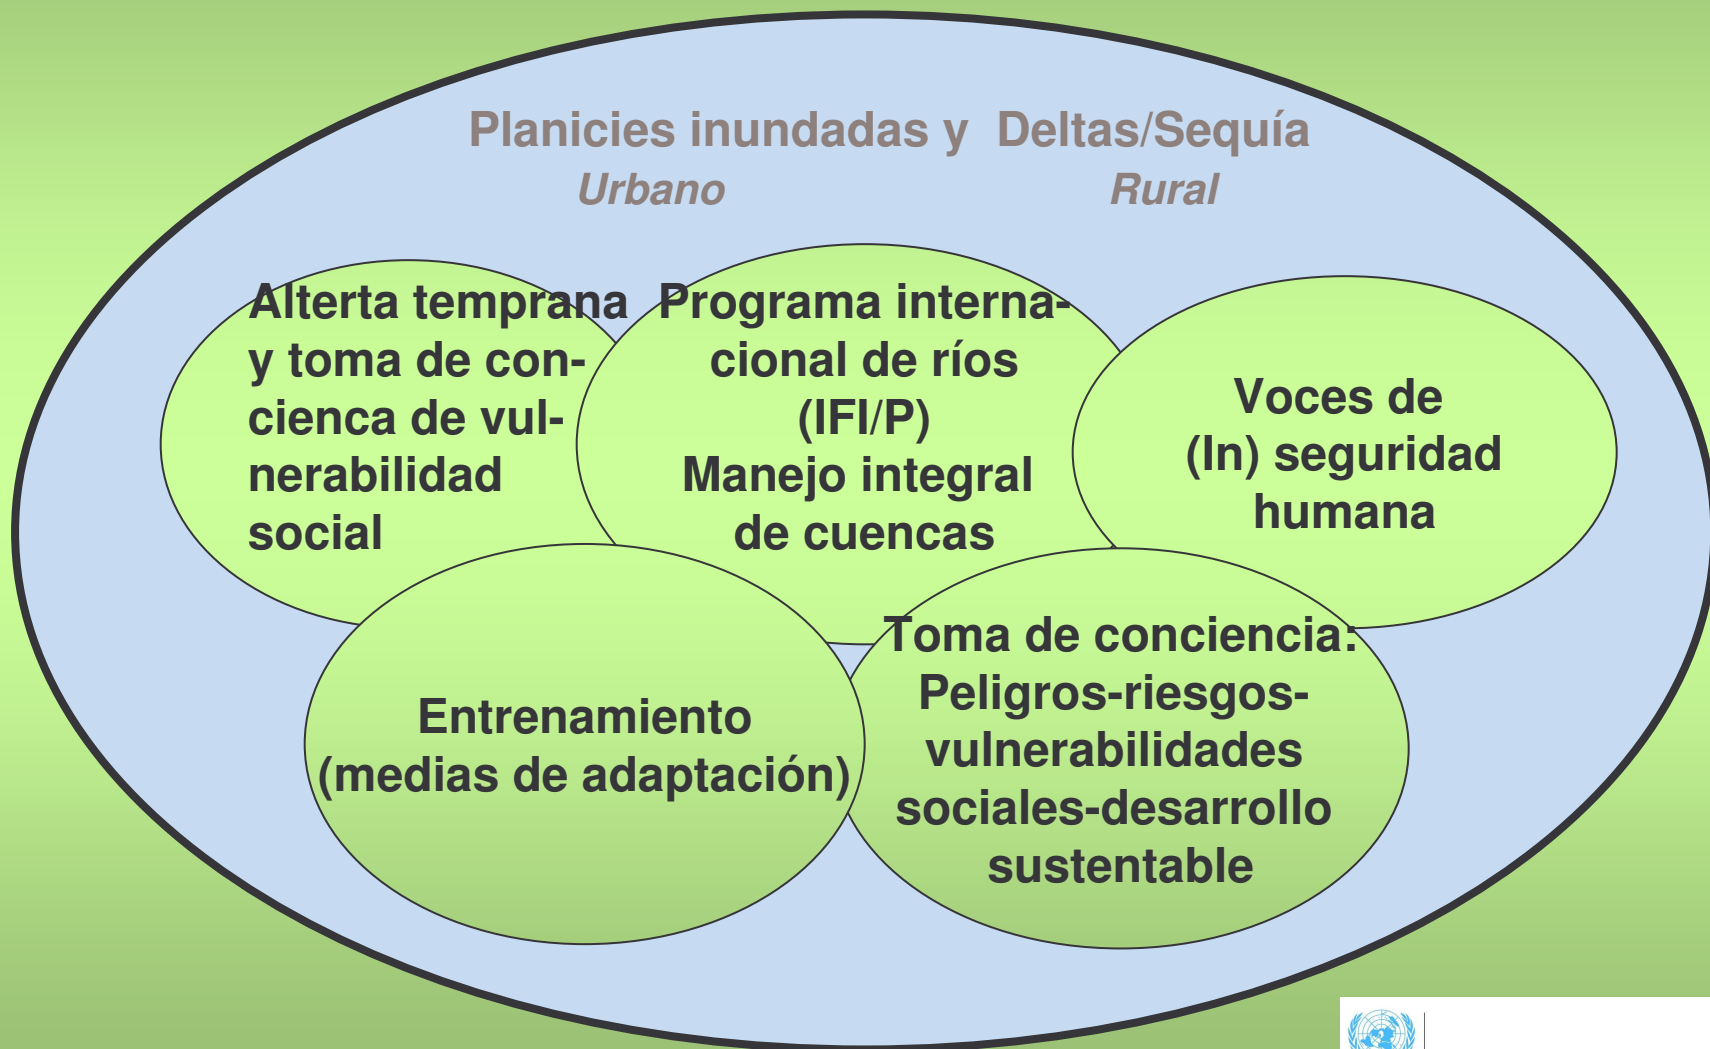 Planicies inundadas y Deltas/Sequía
Urbano Rural
Alterta temprana
y toma de con-
cienca de vul-
nerabilidad
social
Programa interna-
cional de ríos
(IFI/P)
Manejo integral
de cuencas
Voces de
(In) seguridad
humana
Entrenamiento
(medias de adaptación)
Toma de conciencia:
Peligros-riesgos-
vulnerabilidades
sociales-desarrollo
sustentable